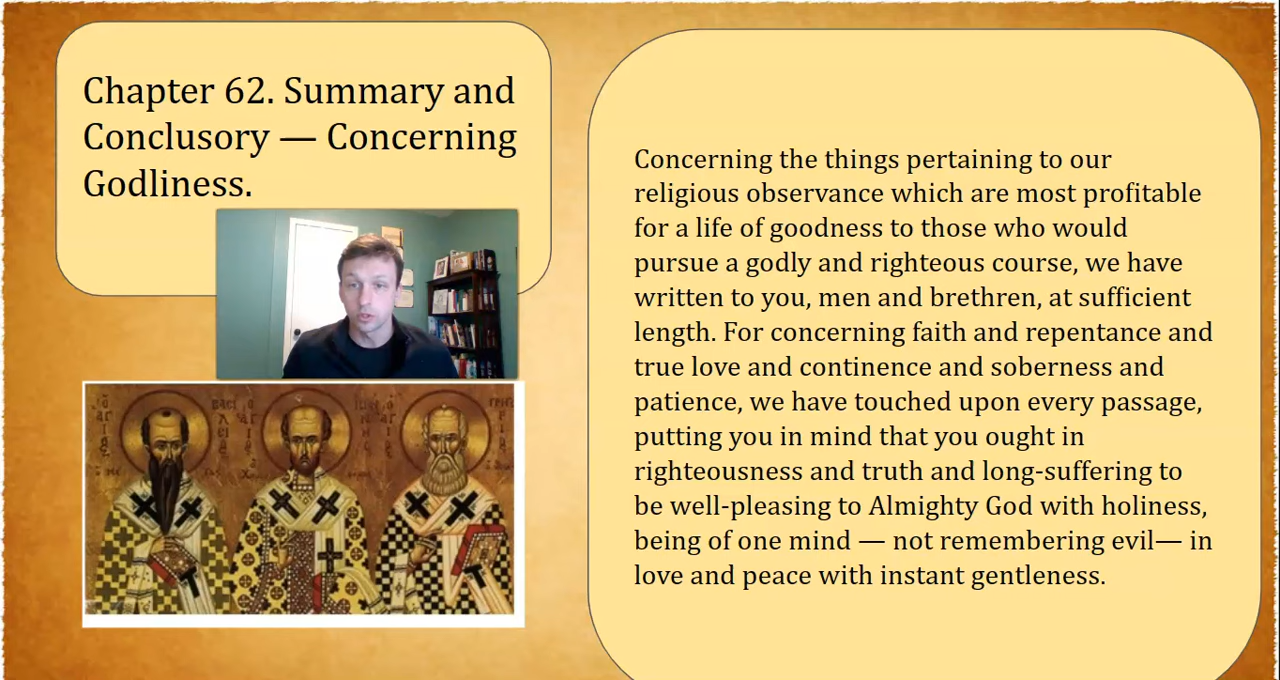 Chapter 62. Summary and
Conclusory — Concerning
Godliness.
Concerning the things pertaining to our
religious observance which are most profitable
for a life of goodness to those who would
pursue a godly and righteous course, we have
written to you, men and brethren, at sufficient
length. For concerning faith and repentance and
true love and continence and soberness and
patience, we have touched upon every passage,
putting you in mind that you ought in
righteousness and truth and long-suffering to
be well-pleasing to Almighty God with holiness,
being of one mind — not remembering evil— in
love and peace with instant gentleness.